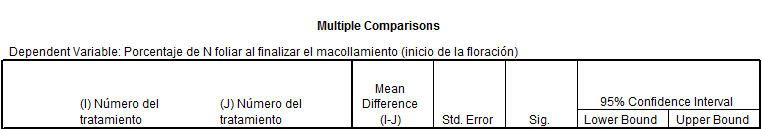 Multiple Comparisons
Dependent Variable: Porcentaje de N foliar al finalizar el macollamiento (inicio de la floración)
(I) Número del tratamiento
(J) Número del tratamiento
Mean Difference (I-J)
Std. Error
Sig.
95% Confidence Interval
Lower Bound
Upper Bound